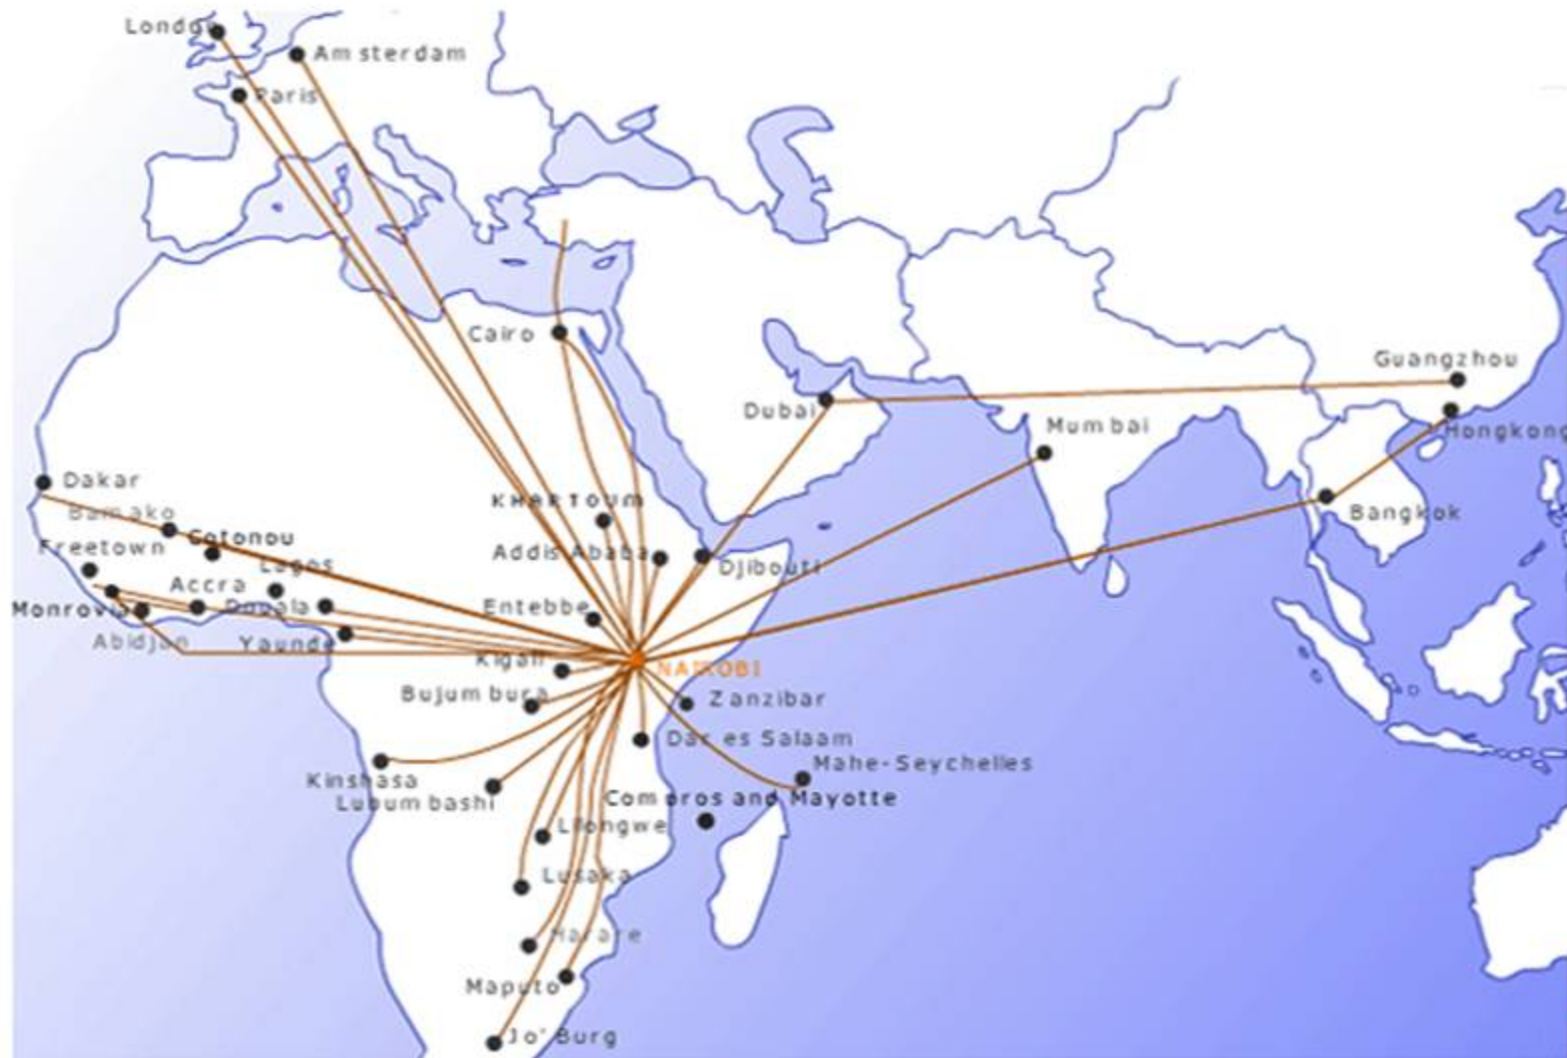 London
Amsterdam
Paris
Cairo
Guangzhou
Dubai
Hongkong
Mumbai
Dakar
KHARTOUM
Bamako
Bangkok
Cotonou
Freetown
Addis Ababa
Djibouti
Lagos
Accra
Monrovia
Douala
Entebbe
Abidjan
Yaunde
Kigali
NAIROBI
Bujumbura
Zanzibar
Dar es Salaam
Mahe-Seychelles
Kinshasa
Lubumbashi
Comoros and Mayotte
Lilongwe
Lusaka
Harare
Maputo
Jo'Burg